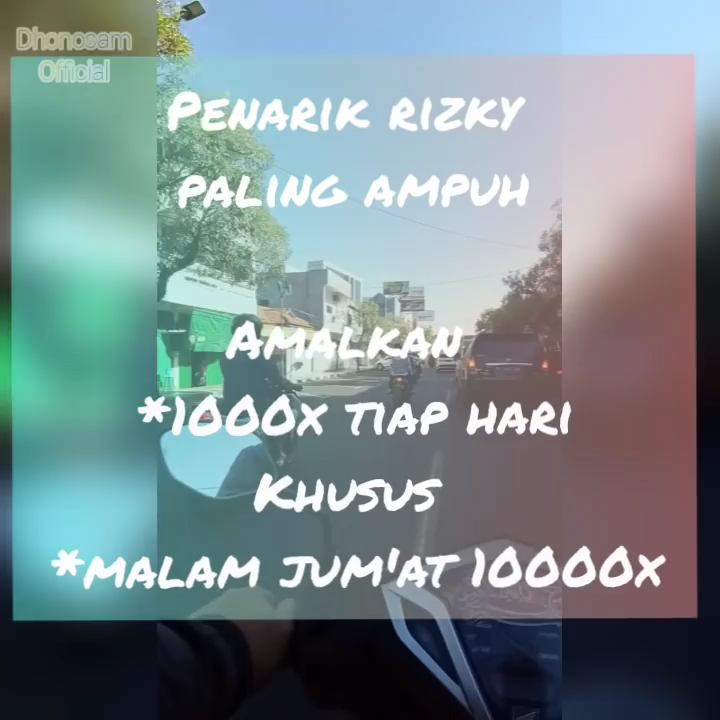 Dhonosam
Official
Penarik rizky
paling ampuh
Amalkan
*1000x tiap hari
Khusus
*malam jum'at 10000x